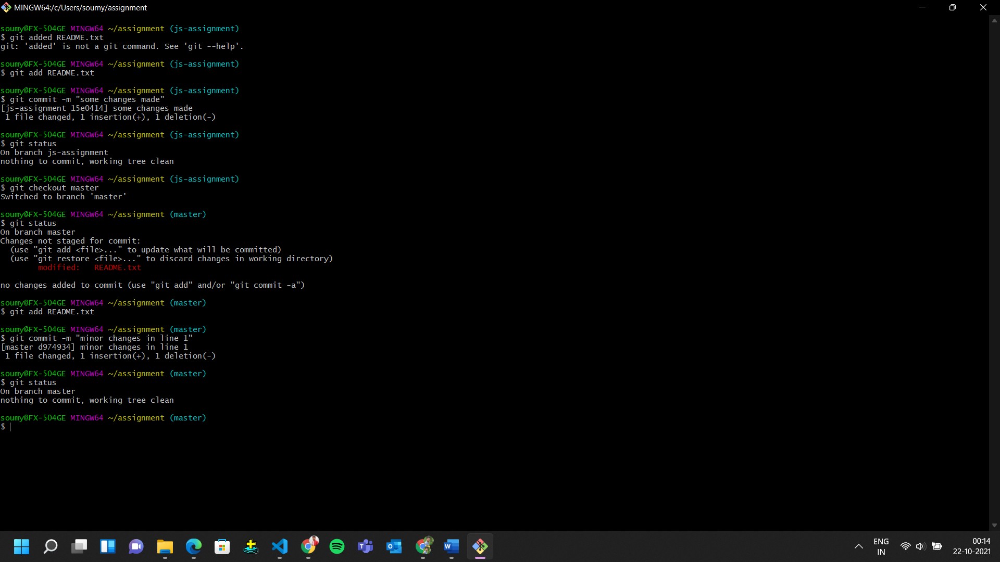 MINGW64:/c/Users/soumy/assignment
soumy@FX-504GE MINGW64 ~/assignment (js-assignment)
$ git added README.txt
git: 'added' is not a git command. See 'git --help'.
soumy@FX-504GE MINGW64 ~/assignment (js-assignment)
$ git add README.txt
soumy@FX-504GE MINGW64 ~/assignment (js-assignment)
$ git commit -m "some changes made"
[js-assignment 15e0414] some changes made
 1 file changed, 1 insertion(+), 1 deletion(-)
soumy@FX-504GE MINGW64 ~/assignment (js-assignment)
$ git status
On branch js-assignment
nothing to commit, working tree clean
soumy@FX-504GE MINGW64 ~/assignment (js-assignment)
$ git checkout master
Switched to branch 'master'
soumy@FX-504GE MINGW64 ~/assignment (master)
$ git status
On branch master
Changes not staged for commit:
  (use "git add <file>..." to update what will be committed)
  (use "git restore <file>..." to discard changes in working directory)
        modified:   README.txt
no changes added to commit (use "git add" and/or "git commit -a")
soumy@FX-504GE MINGW64 ~/assignment (master)
$ git add README.txt
soumy@FX-504GE MINGW64 ~/assignment (master)
$ git commit -m "minor changes in line 1"
[master d974934] minor changes in line 1
 1 file changed, 1 insertion(+), 1 deletion(-)
soumy@FX-504GE MINGW64 ~/assignment (master)
$ git status
On branch master
nothing to commit, working tree clean
soumy@FX-504GE MINGW64 ~/assignment (master)
$
ENG
IN
00:14
22-10-2021